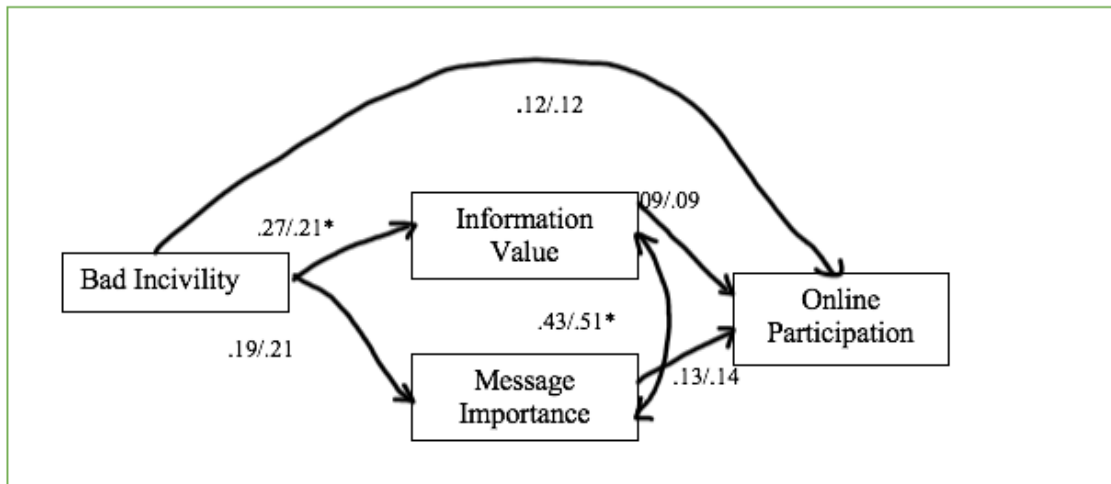 .12/.12
.27/.21*
Information
Value
09/.09
Bad Incivility
Online
Participation
.43/.51*
.19/.21
Message
Importance
.13/.14